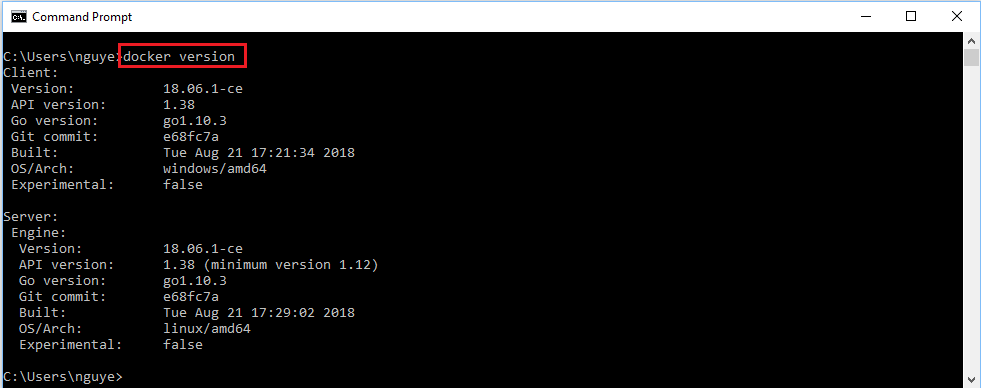 Command Prompt
C:\Users\nguye>docker version
Client:
 Version:           18.06.1-ce
 API version:       1.38
 Go version:        go1.10.3
 Git commit:        e68fc7a
 Built:             Tue Aug 21 17:21:34 2018
 OS/Arch:           windows/amd64
 Experimental:      false
Server:
 Engine:
  Version:          18.06.1-ce
  API version:      1.38 (minimum version 1.12)
  Go version:       go1.10.3
  Git commit:       e68fc7a
  Built:            Tue Aug 21 17:29:02 2018
  OS/Arch:          linux/amd64
  Experimental:     false
C:\Users\nguye>